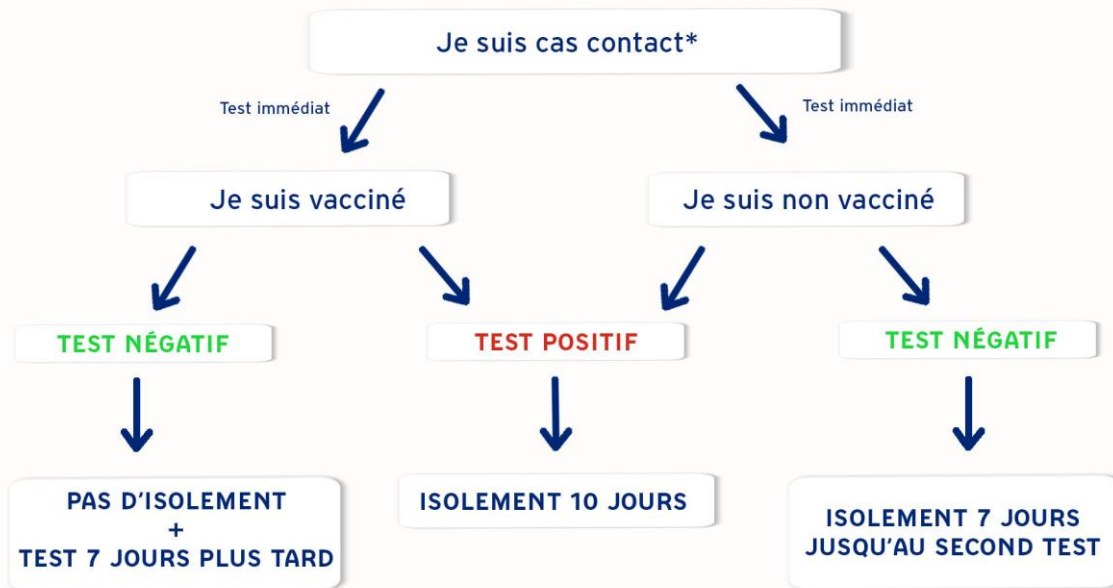 Je suis cas contact*
Test immédiat
Test immédiat
Je suis vacciné
Je suis non vacciné
TEST NÉGATIF
TEST POSITIF
TEST NÉGATIF
PAS D'ISOLEMENT
+
TEST 7 JOURS PLUS TARD
ISOLEMENT 10 JOURS
ISOLEMENT 7 JOURS
JUSQU'AU SECOND TEST